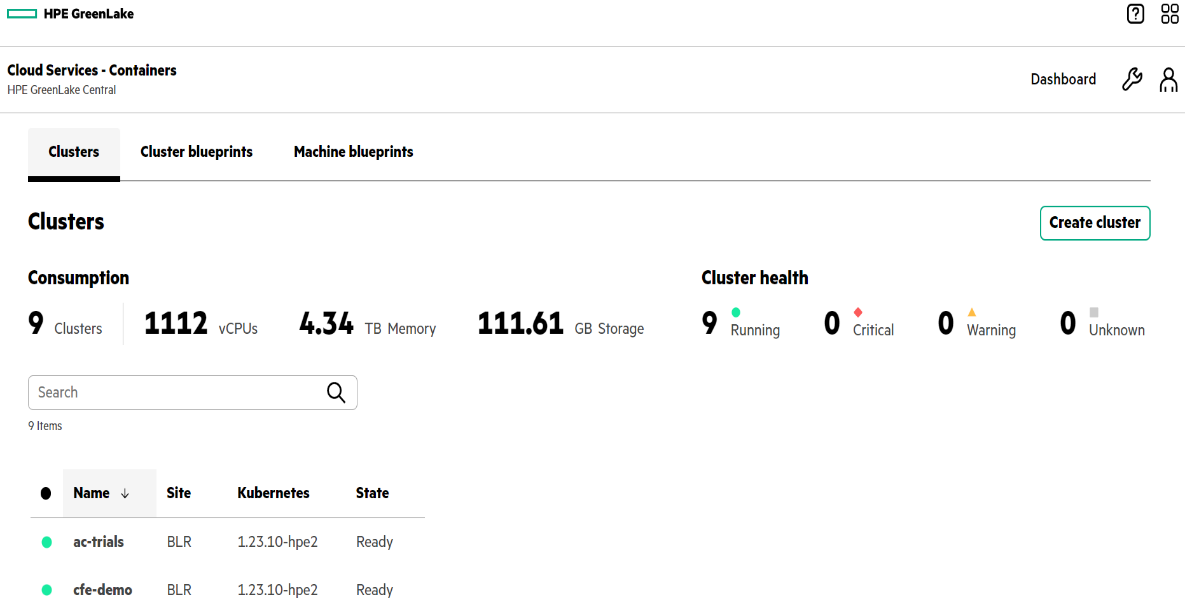 HPE GreenLake
Cloud Services - Containers
HPE GreenLake Central
Dashboard
Clusters Cluster blueprints Machine blueprints
Clusters
Create cluster
Consumption
9 Clusters 1112 vCPUs 4.34 TB Memory 111.61 GB Storage
Cluster health
9 Running 0 Critical 0 Warning 0 Unknown
Search
9 Items
Name ↓ Site Kubernetes State
ac-trials BLR 1.23.10-hpe2 Ready
cfe-demo BLR 1.23.10-hpe2 Ready